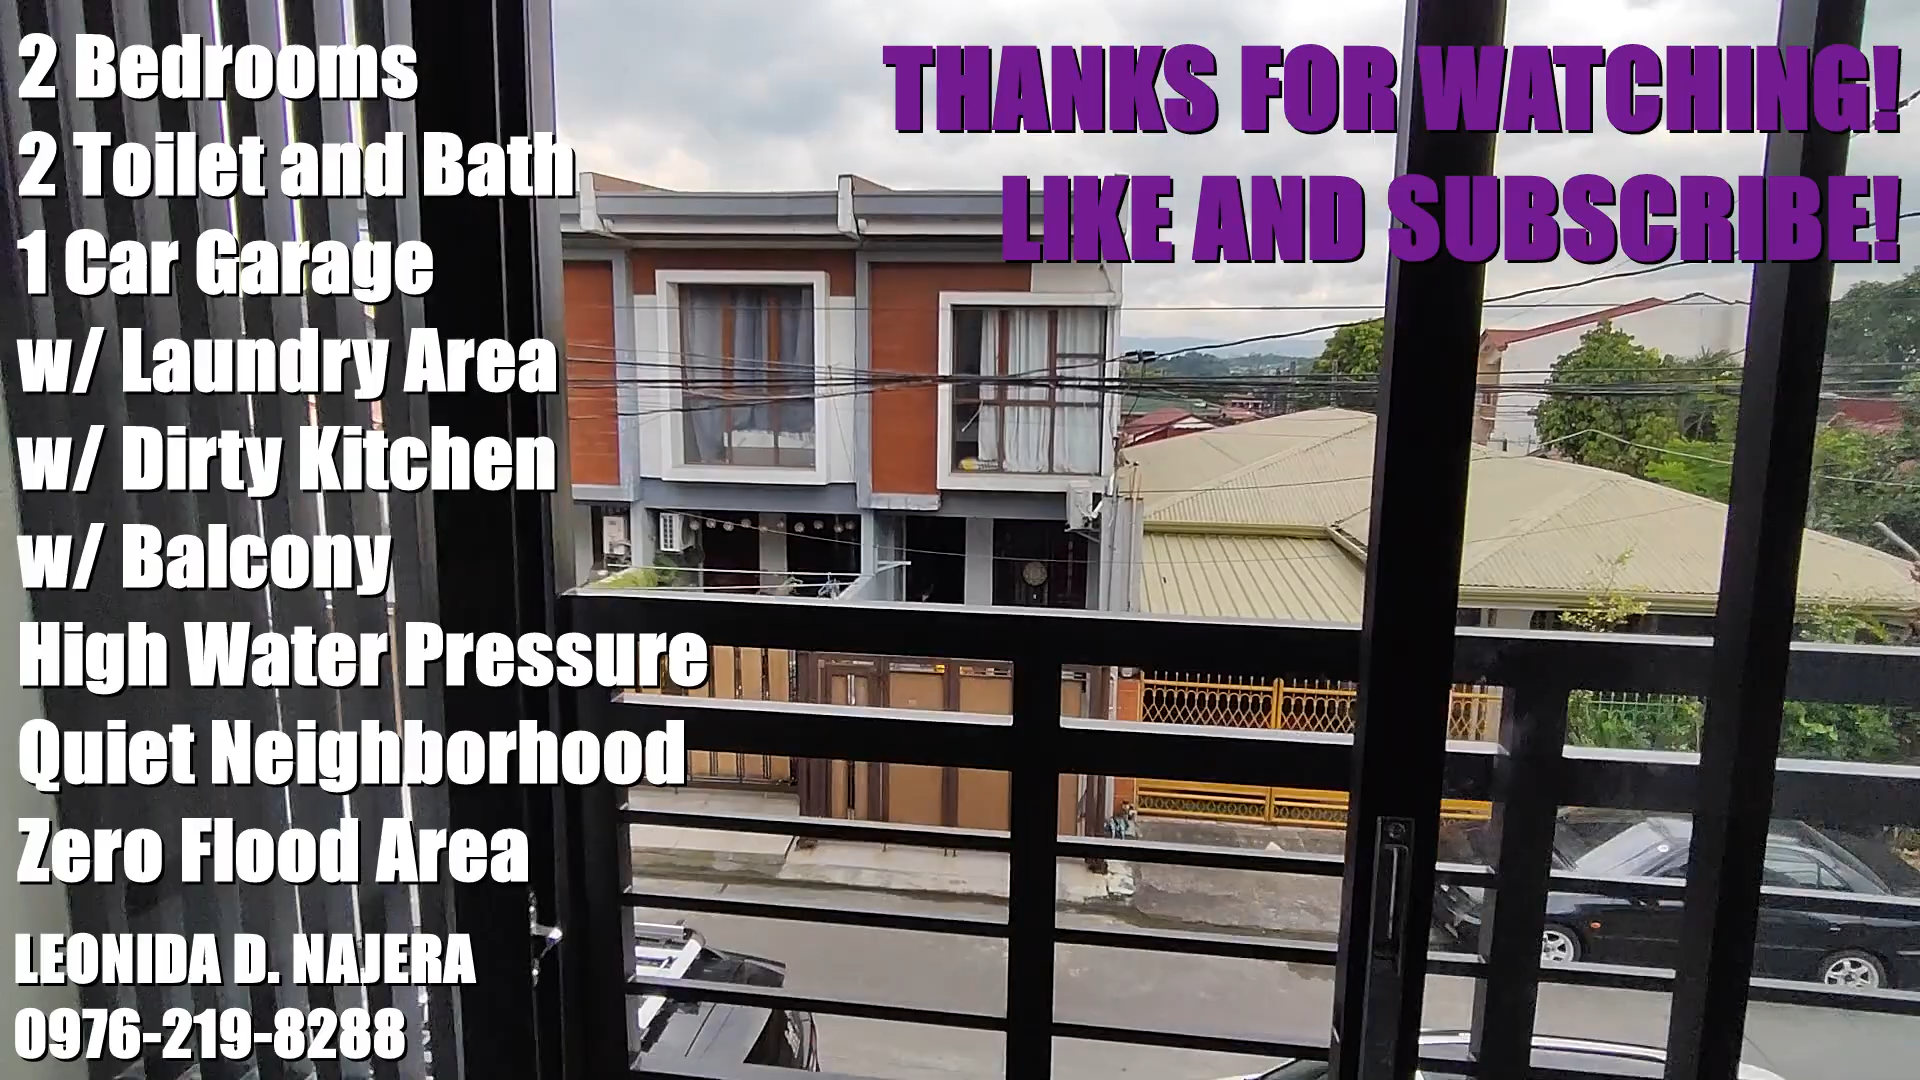 2 Bedrooms
2 Toilet and Bath
1 Car Garage
w/ Laundry Area
w/ Dirty Kitchen
w/ Balcony
High Water Pressure
Quiet Neighborhood
Zero Flood Area
LEONIDA D. NAJERA
0976-219-8288
THANKS FOR WATCHING!
LIKE AND SUBSCRIBE!